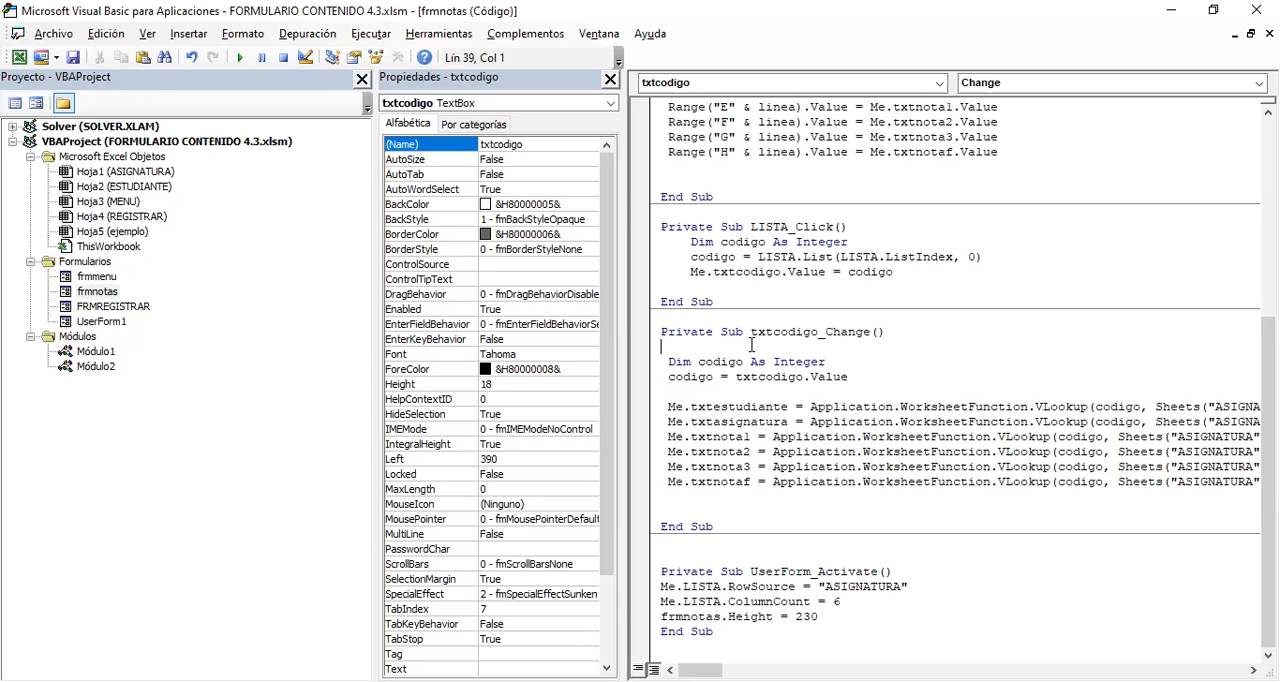 Microsoft Visual Basic para Aplicaciones - FORMULARIO CONTENIDO 4.3.xlsm - [frmnotas (Código)]
Archivo Edición Ver Insertar Formato Depuración Ejecutar Herramientas Complementos Ventana Ayuda
Lín 39, Col 1
Proyecto - VBAProject
Solver (SOLVER.XLAM)
VBAProject (FORMULARIO CONTENIDO 4.3.xlsm)
Microsoft Excel Objetos
Hoja1 (ASIGNATURA)
Hoja2 (ESTUDIANTE)
Hoja3 (MENU)
Hoja4 (REGISTRAR)
Hoja5 (ejemplo)
ThisWorkbook
Formularios
frmmenu
frmnotas
FRMREGISTRAR
UserForm1
Módulos
Módulo1
Módulo2
Propiedades - txtcodigo
txtcodigo TextBox
Alfabética Por categorías
(Name) txtcodigo
AutoSize False
AutoTab False
AutoWordSelect True
BackColor &H80000005&
BackStyle 1 - fmBackStyleOpaque
BorderColor &H80000006&
BorderStyle 0 - fmBorderStyleNone
ControlSource
ControlTipText
DragBehavior 0 - fmDragBehaviorDisable
Enabled True
EnterFieldBehavior 0 - fmEnterFieldBehaviorSe
EnterKeyBehavior False
Font Tahoma
ForeColor &H80000008&
Height 18
HelpContextID 0
HideSelection True
IMEMode 0 - fmIMEModeNoControl
IntegralHeight True
Left 390
Locked False
MaxLength 0
MouseIcon (Ninguno)
MousePointer 0 - fmMousePointerDefault
MultiLine False
PasswordChar
ScrollBars 0 - fmScrollBarsNone
SelectionMargin True
SpecialEffect 2 - fmSpecialEffectSunken
TabIndex 7
TabKeyBehavior False
TabStop True
Tag
Text
txtcodigo Change
Range("E" & linea).Value = Me.txtnota1.Value
Range("F" & linea).Value = Me.txtnota2.Value
Range("G" & linea).Value = Me.txtnota3.Value
Range("H" & linea).Value = Me.txtnotaf.Value
End Sub
Private Sub LISTA_Click()
Dim codigo As Integer
codigo = LISTA.List(LISTA.ListIndex, 0)
Me.txtcodigo.Value = codigo
End Sub
Private Sub txtcodigo_Change()
Dim codigo As Integer
codigo = txtcodigo.Value
Me.txtestudiante = Application.WorksheetFunction.VLookup(codigo, Sheets("ASIGNA
Me.txtasignatura = Application.WorksheetFunction.VLookup(codigo, Sheets("ASIGNA
Me.txtnota1 = Application.WorksheetFunction.VLookup(codigo, Sheets("ASIGNATURA"
Me.txtnota2 = Application.WorksheetFunction.VLookup(codigo, Sheets("ASIGNATURA"
Me.txtnota3 = Application.WorksheetFunction.VLookup(codigo, Sheets("ASIGNATURA"
Me.txtnotaf = Application.WorksheetFunction.VLookup(codigo, Sheets("ASIGNATURA"
End Sub
Private Sub UserForm_Activate()
Me.LISTA.RowSource = "ASIGNATURA"
Me.LISTA.ColumnCount = 6
frmnotas.Height = 230
End Sub